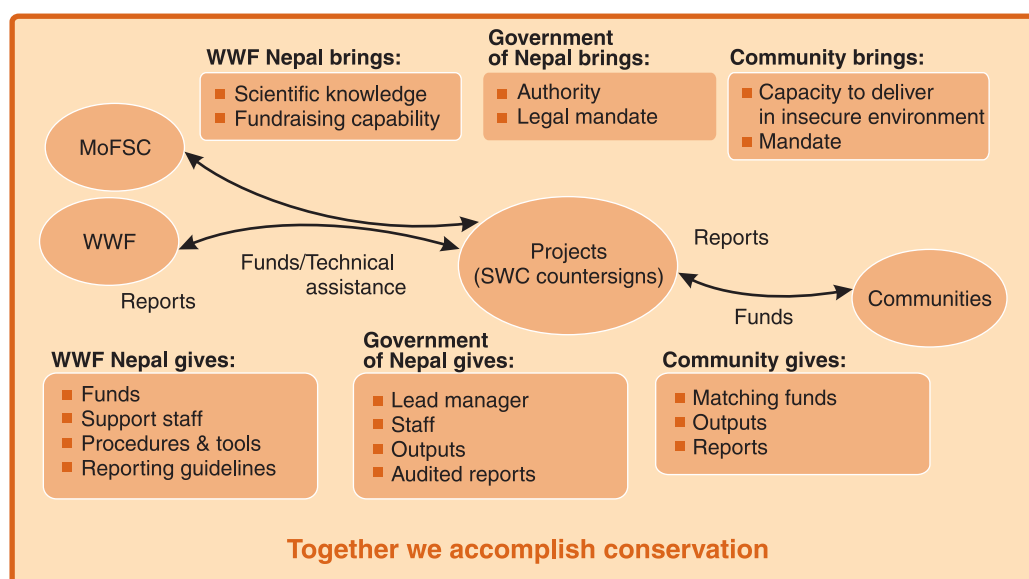 WWF Nepal brings:
Scientific knowledge
Fundraising capability
Government
of Nepal brings:
Authority
Legal mandate
Community brings:
Capacity to deliver
in insecure environment
Mandate
MoFSC
WWF
Reports
Funds/Technical
assistance
Projects
(SWC countersigns)
Reports
Funds
Communities
WWF Nepal gives:
Funds
Support staff
Procedures & tools
Reporting guidelines
Government
of Nepal gives:
Lead manager
Staff
Outputs
Audited reports
Community gives:
Matching funds
Outputs
Reports
Together we accomplish conservation